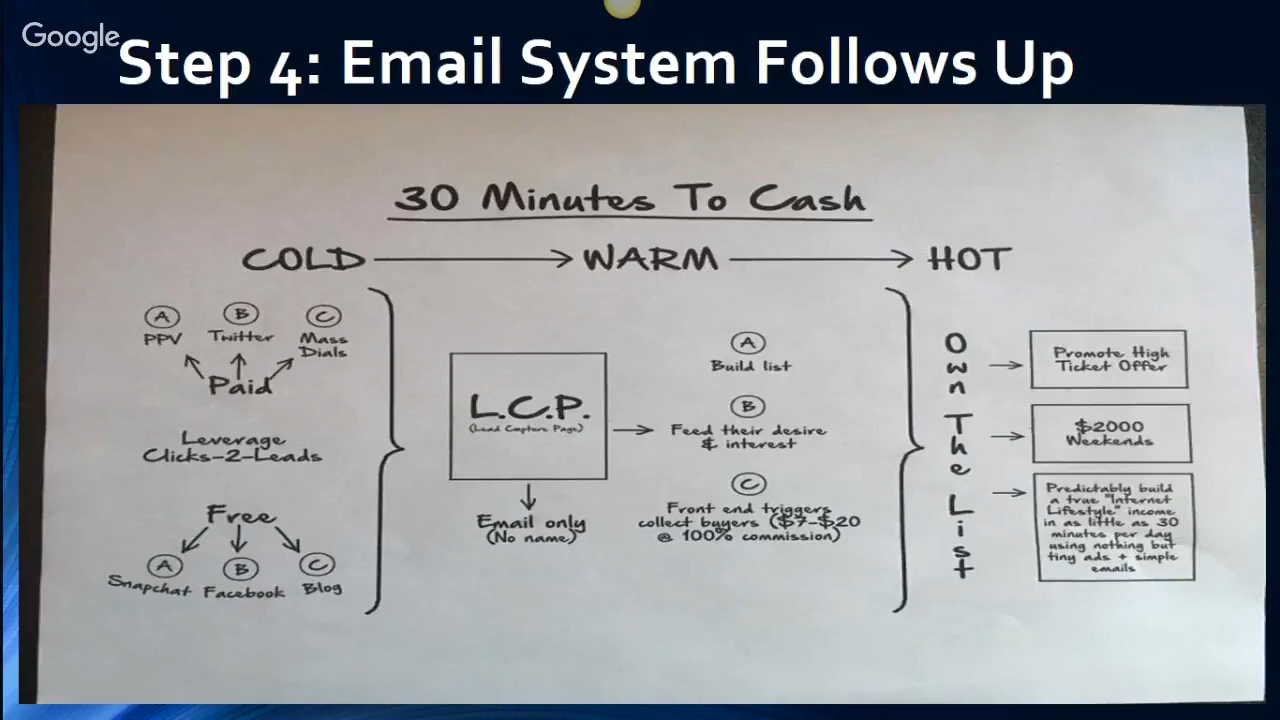 Google
Step 4: Email System Follows Up
30 Minutes To Cash
COLD
WARM
HOT
A
B
C
PPV
Twitter
Mass
Dials
Paid
Leverage
Clicks-2-Leads
Free
A
B
C
Snapchat
Facebook
Blog
L.C.P.
(Lead Capture Page)
Email only
(No name)
A
Build list
B
Feed their desire
& interest
C
Front end triggers
collect buyers ($7-$20
@ 100% commission)
Own The List
Promote High
Ticket Offer
$2000
Weekends
Predictably build
a true "Internet
Lifestyle" income
in as little as 30
minutes per day
using nothing but
tiny ads + simple
emails